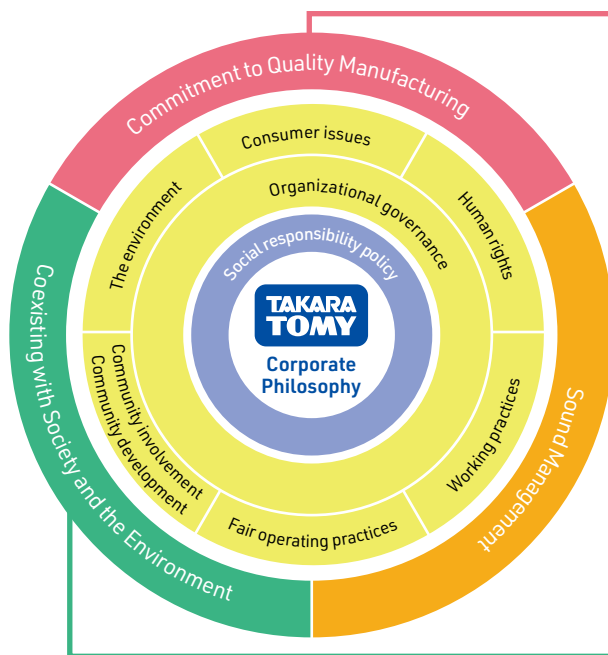 Commitment to Quality Manufacturing
Consumer issues
The environment
Human rights
Organizational governance
Social responsibility policy
TAKARA
TOMY
Corporate
Philosophy
Coexisting with Society and the Environment
Sound Management
Community involvement
Community development
Working practices
Fair operating practices